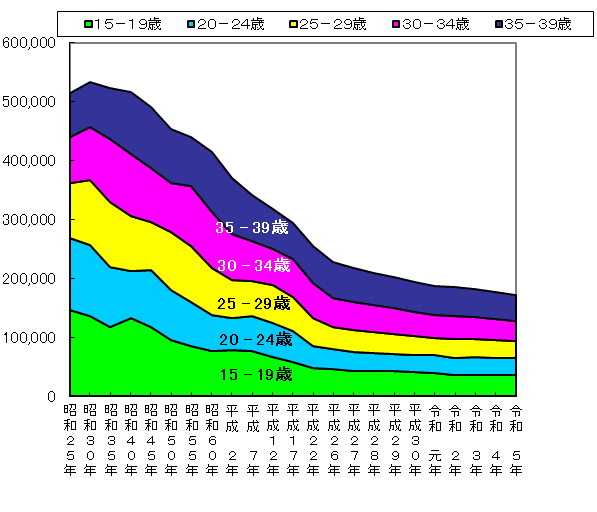 15－19歳 20－24歳 25－29歳 30－34歳 35－39歳
600,000
500,000
400,000
300,000
200,000
100,000
0
35－39歳
30－34歳
25－29歳
20－24歳
15－19歳
昭和25年
昭和30年
昭和35年
昭和40年
昭和45年
昭和50年
昭和55年
昭和60年
平成2年
平成7年
平成12年
平成17年
平成22年
平成26年
平成27年
平成28年
平成29年
平成30年
令和元年
令和2年
令和3年
令和4年
令和5年